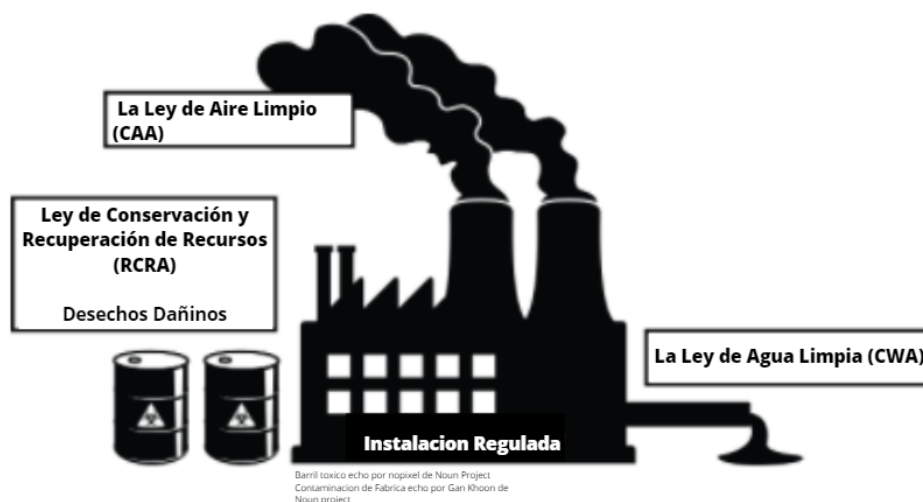 La Ley de Aire Limpio
(CAA)
Ley de Conservación y
Recuperación de Recursos
(RCRA)
Desechos Dañinos
La Ley de Agua Limpia (CWA)
Instalacion Regulada
Barril toxico echo por nopixel de Noun Project
Contaminacion de Fabrica echo por Gan Khoon de
Noun project